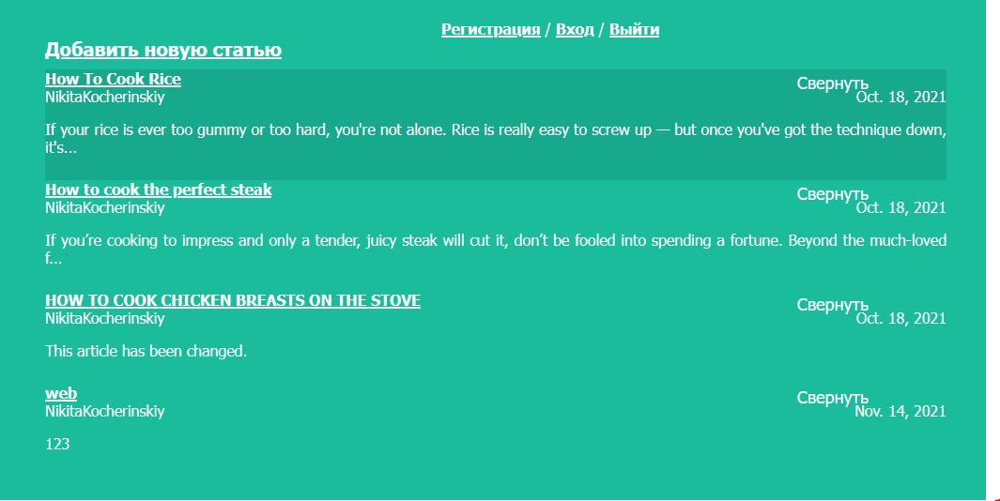 Регистрация / Вход / Выйти
Добавить новую статью
How To Cook Rice
Свернуть
NikitaKocherinskiy
Oct. 18, 2021
If your rice is ever too gummy or too hard, you're not alone. Rice is really easy to screw up — but once you've got the technique down,
it's...
How to cook the perfect steak
Свернуть
NikitaKocherinskiy
Oct. 18, 2021
If you’re cooking to impress and only a tender, juicy steak will cut it, don’t be fooled into spending a fortune. Beyond the much-loved
f...
HOW TO COOK CHICKEN BREASTS ON THE STOVE
Свернуть
NikitaKocherinskiy
Oct. 18, 2021
This article has been changed.
web
Свернуть
NikitaKocherinskiy
Nov. 14, 2021
123